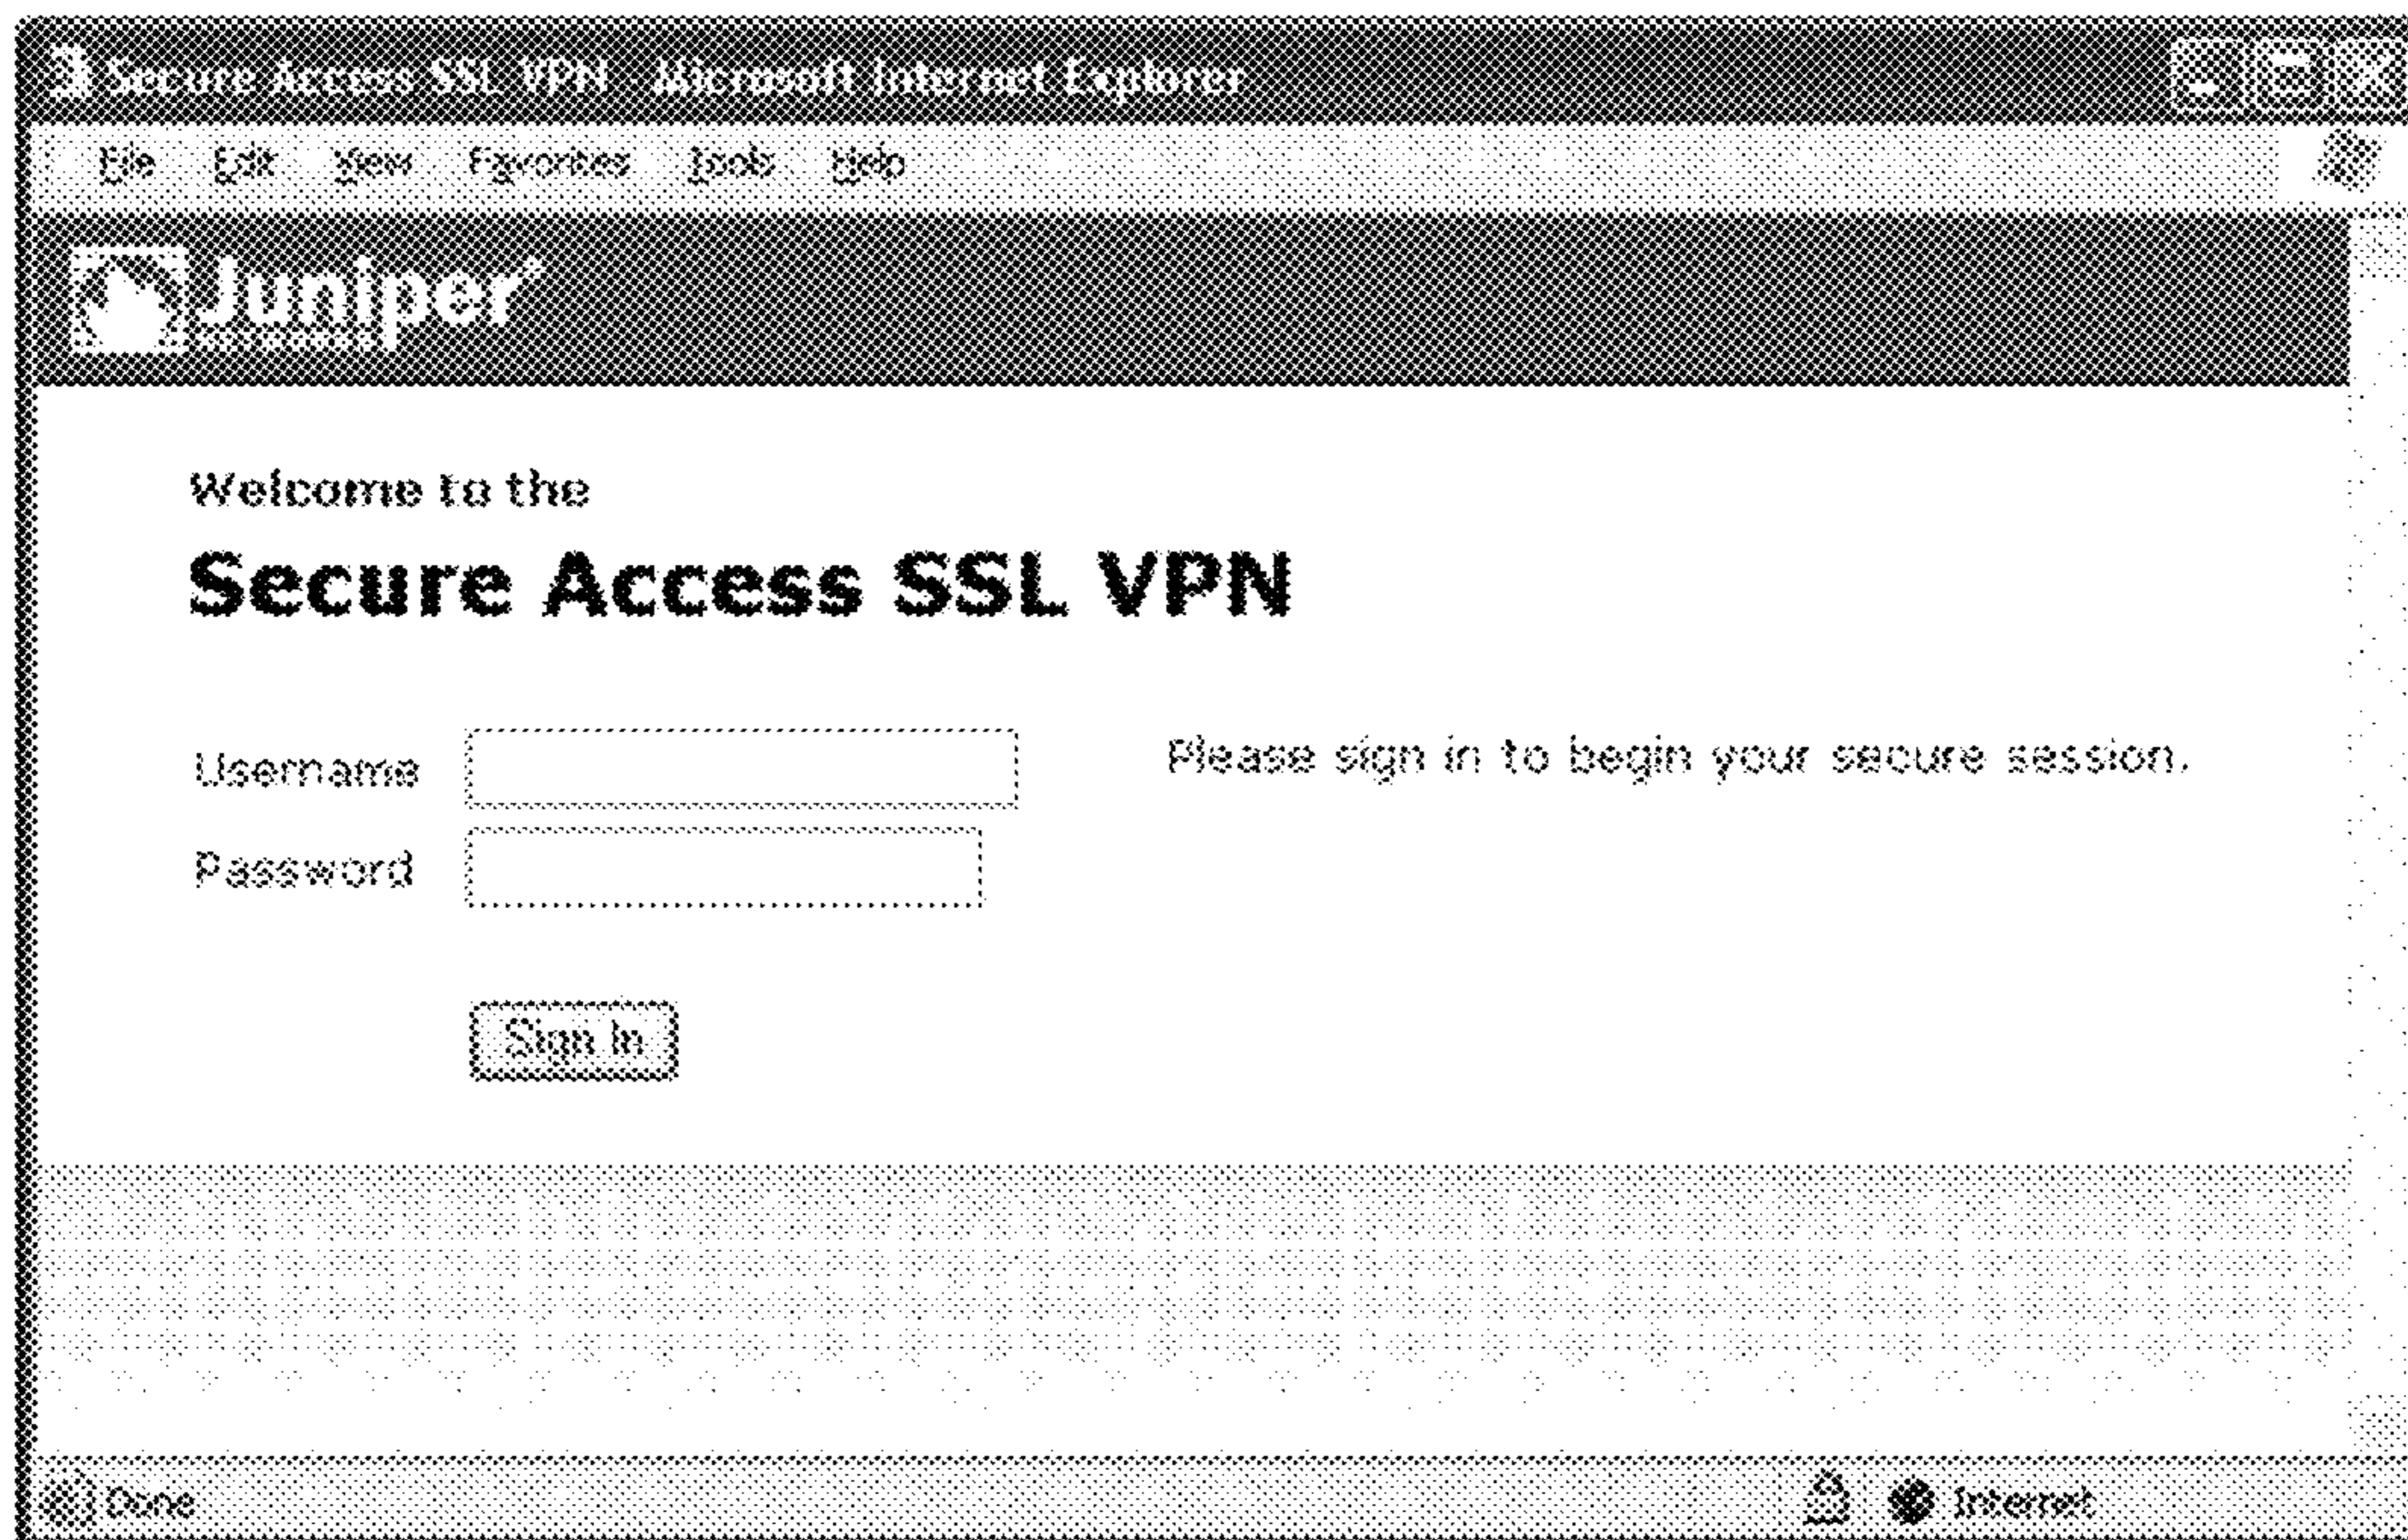 Secure Access SSL VPN - Microsoft Internet Explorer
File Edit View Favorites Tools Help
Juniper®
NETWORKS
Welcome to the
Secure Access SSL VPN
Username
Please sign in to begin your secure session.
Password
Sign In
Done
Internet